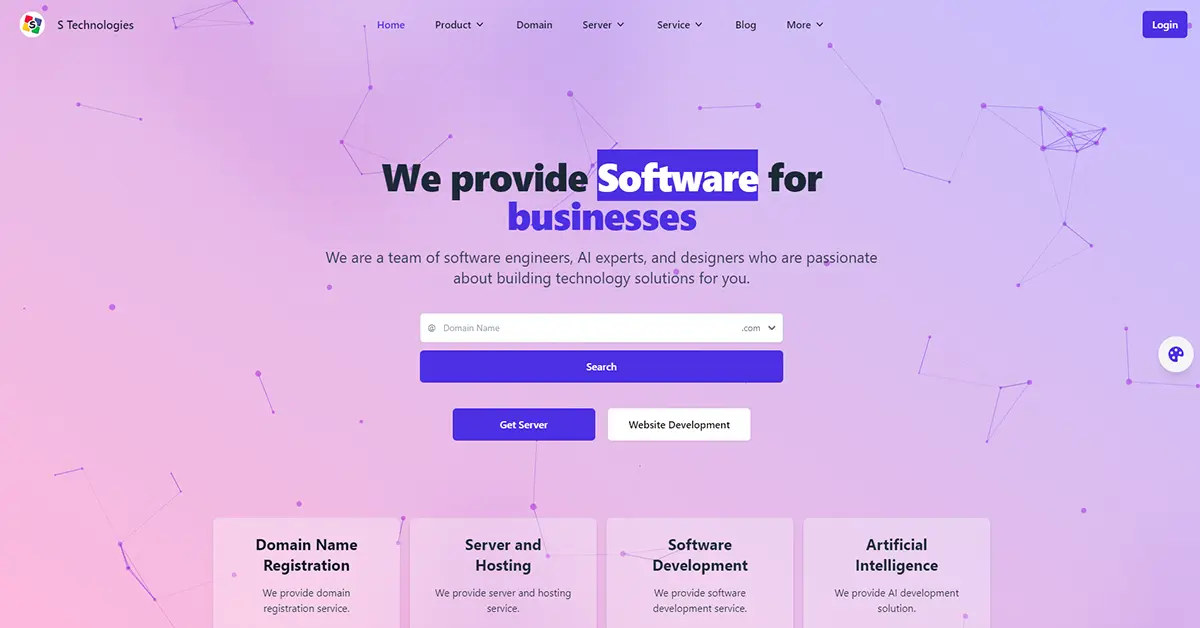 S
S Technologies
Home
Product
Domain
Server
Service
Blog
More
Login
We provide Software for
businesses
We are a team of software engineers, AI experts, and designers who are passionate
about building technology solutions for you.
Domain Name
.com
Search
Get Server
Website Development
Domain Name
Registration
We provide domain
registration service.
Server and
Hosting
We provide server and hosting
service.
Software
Development
We provide software
development service.
Artificial
Intelligence
We provide AI development
solution.